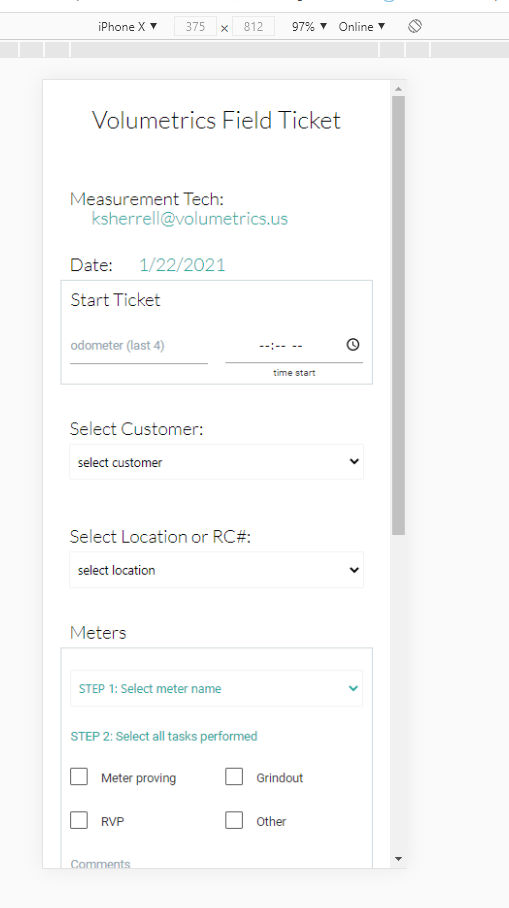 iPhone X ▼ 375 x 812 97% ▼ Online ▼
Volumetrics Field Ticket
Measurement Tech:
ksherrell@volumetrics.us
Date: 1/22/2021
Start Ticket
odometer (last 4) --:-- --
time start
Select Customer:
select customer
Select Location or RC#:
select location
Meters
STEP 1: Select meter name
STEP 2: Select all tasks performed
Meter proving Grindout
RVP Other
Comments